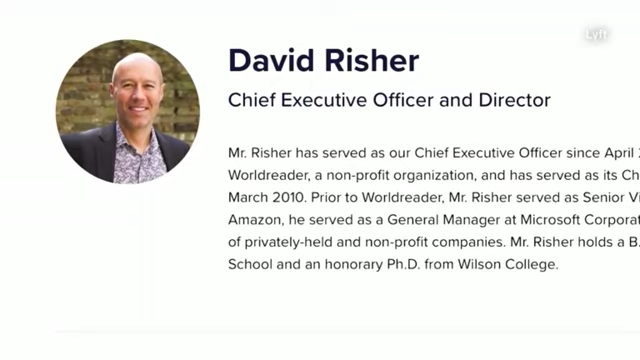 Lyft
David Risher
Chief Executive Officer and Director
Mr. Risher has served as our Chief Executive Officer since April
Worldreader, a non-profit organization, and has served as its
March 2010. Prior to Worldreader, Mr. Risher served as Senior
Amazon, he served as a General Manager at Microsoft
of privately-held and non-profit companies. Mr. Risher holds a
School and an honorary Ph.D. from Wilson College.